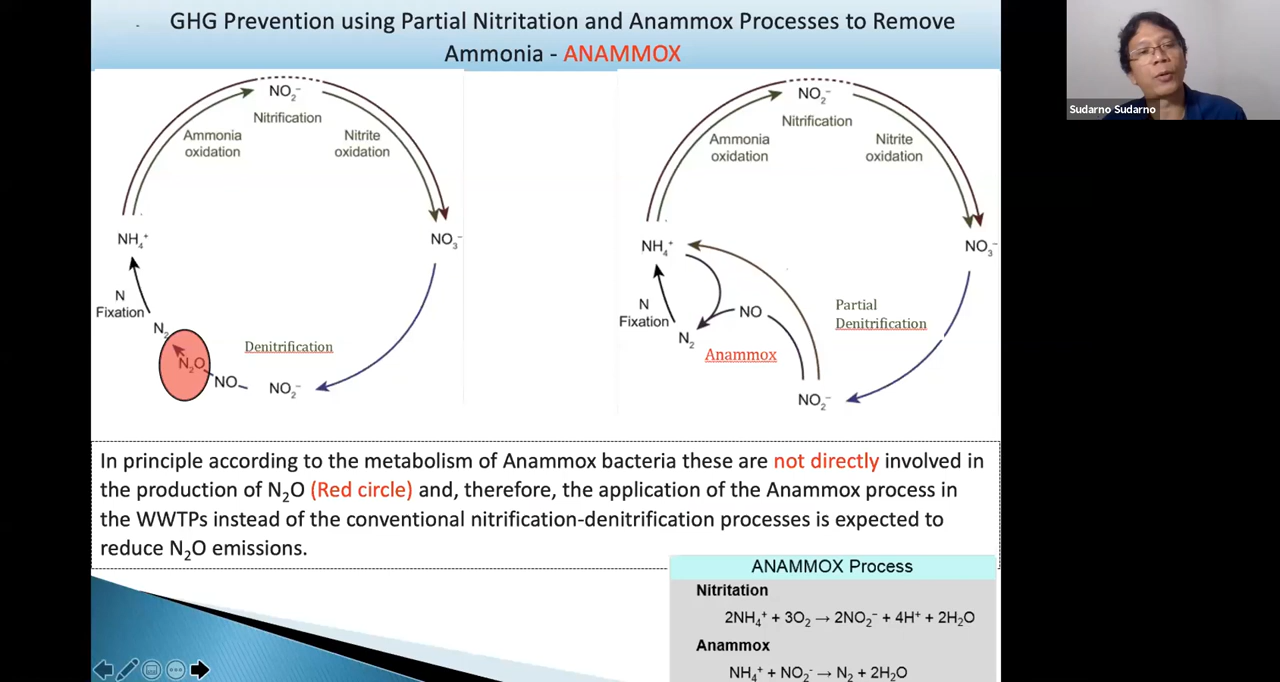 GHG Prevention using Partial Nitritation and Anammox Processes to Remove
Ammonia - ANAMMOX
Sudarno Sudarno
NO₂⁻
Nitrification
Ammonia
oxidation
Nitrite
oxidation
NH₄⁺
NO₃⁻
N
Fixation
N₂
N₂O
NO
NO₂⁻
Denitrification
NO₂⁻
Nitrification
Ammonia
oxidation
Nitrite
oxidation
NH₄⁺
NO₃⁻
N
Fixation
N₂
NO
Anammox
Partial
Denitrification
NO₂⁻
In principle according to the metabolism of Anammox bacteria these are not directly involved in
the production of N₂O (Red circle) and, therefore, the application of the Anammox process in
the WWTPs instead of the conventional nitrification-denitrification processes is expected to
reduce N₂O emissions.
ANAMMOX Process
Nitritation
2NH₄⁺ + 3O₂ → 2NO₂⁻ + 4H⁺ + 2H₂O
Anammox
NH₄⁺ + NO₂⁻ → N₂ + 2H₂O